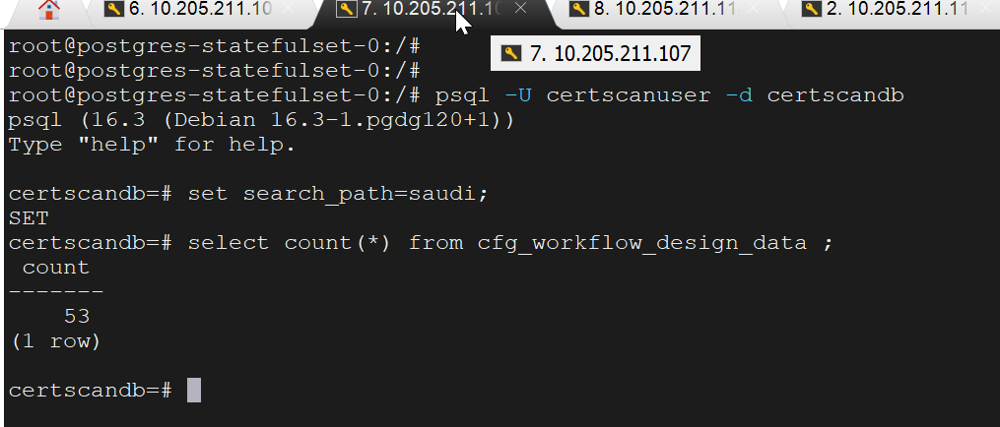 6. 10.205.211.10
7. 10.205.211.10
8. 10.205.211.11
2. 10.205.211.11
root@postgres-statefulset-0:/#
7. 10.205.211.107
root@postgres-statefulset-0:/#
root@postgres-statefulset-0:/# psql -U certscanuser -d certscandb
psql (16.3 (Debian 16.3-1.pgdg120+1))
Type "help" for help.
certscandb=# set search_path=saudi;
SET
certscandb=# select count(*) from cfg_workflow_design_data ;
count
-------
53
(1 row)
certscandb=#